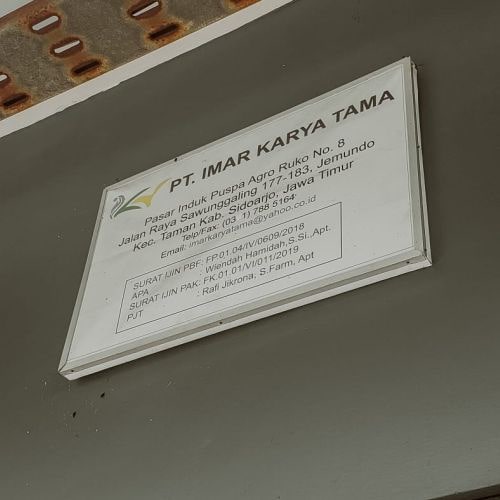 PT. IMAR KARYA TAMA
Pasar Induk Puspa Agro Ruko No. 8
Jalan Raya Sawunggaling 177-183, Jemundo
Kec. Taman Kab. Sidoarjo, Jawa Timur
Telp/Fax: (03 1) 788 5164
Email: imarkaryatama@yahoo.co.id
SURAT IJIN PBF: FP.01.04/IV/0609/2018
APA : Wiendah Hamidah,S.Si.,Apt.
SURAT IJIN PAK: FK.01.01/VI/011/2019
PJT : Rafi Jikrona, S.Farm, Apt